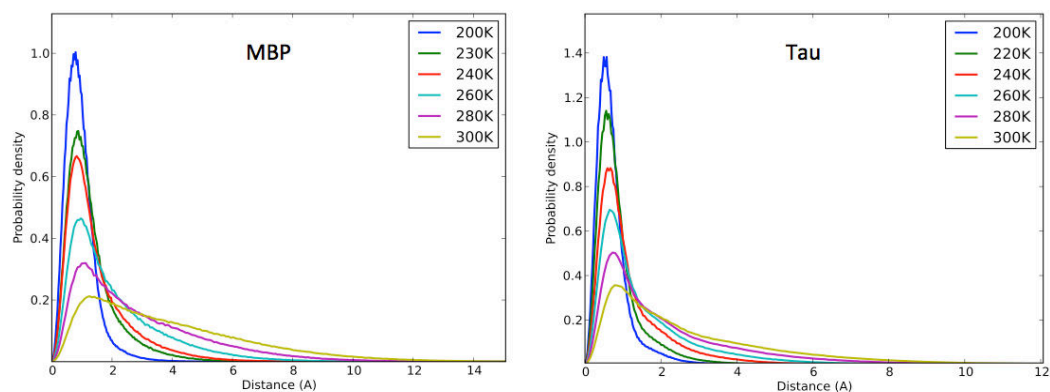 MBP
200K
230K
240K
260K
280K
300K
Probability density
1.0
0.8
0.6
0.4
0.2
0
2
4
6
8
10
12
14
Distance (A)
Tau
200K
220K
240K
260K
280K
300K
Probability density
1.4
1.2
1.0
0.8
0.6
0.4
0.2
0
2
4
6
8
10
12
Distance (A)